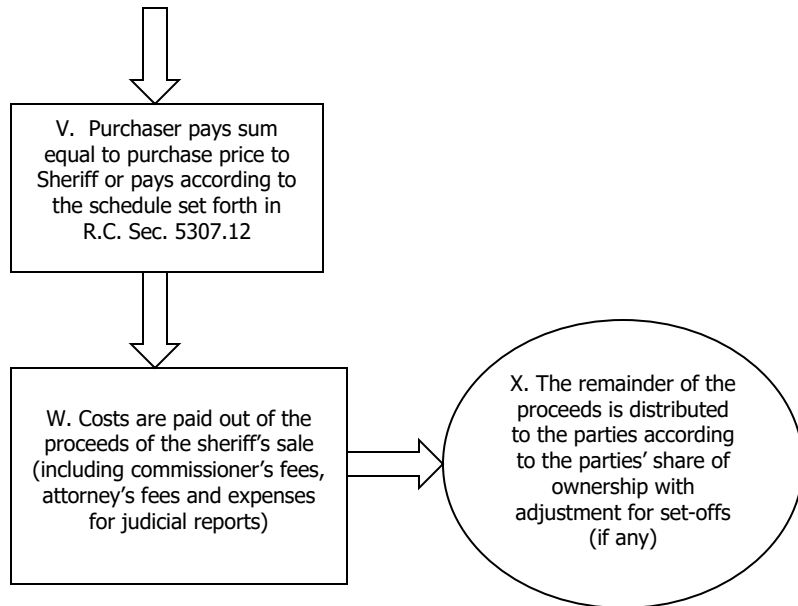 V. Purchaser pays sum
equal to purchase price to
Sheriff or pays according to
the schedule set forth in
R.C. Sec. 5307.12
W. Costs are paid out of the
proceeds of the sheriff's sale
(including commissioner's fees,
attorney's fees and expenses
for judicial reports)
X. The remainder of the
proceeds is distributed
to the parties according
to the parties' share of
ownership with
adjustment for set-offs
(if any)